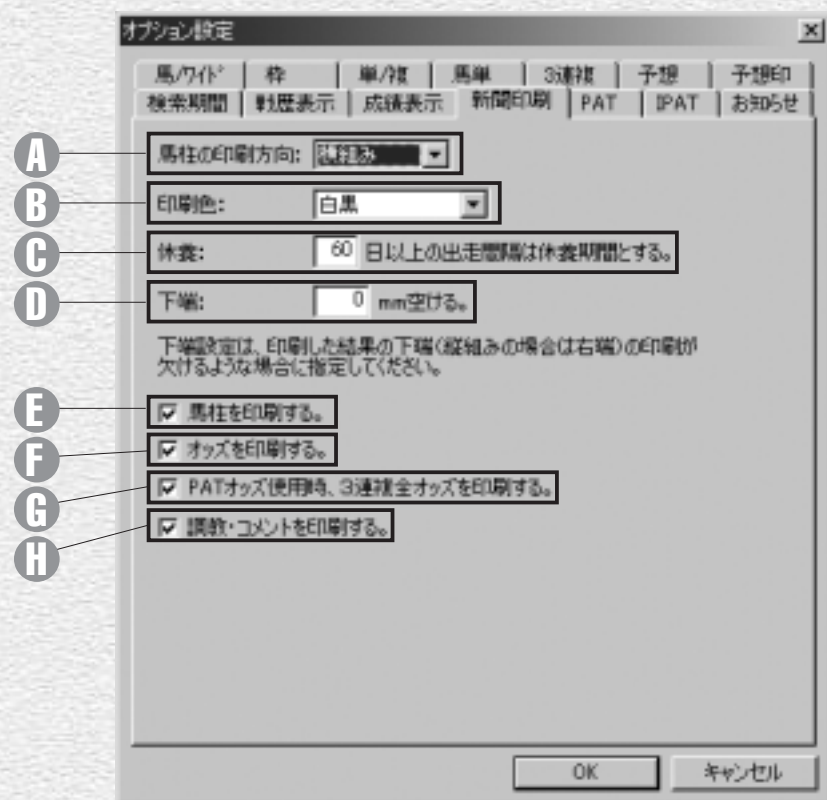 オプション設定
馬/ワイド 枠 単/複 馬単 3連複 予想 予想印
検索期間 戦歴表示 成績表示 新聞印刷 PAT IPAT お知らせ
A 馬柱の印刷方向: 横組み
B 印刷色: 白黒
C 休養: 60 日以上の出走間隔は休養期間とする。
D 下端: 0 mm空ける。
下端設定は、印刷した結果の下端(縦組みの場合は右端)の印刷が
欠けるような場合に指定してください。
E 馬柱を印刷する。
F オッズを印刷する。
G PATオッズ使用時、3連複全オッズを印刷する。
H 調教・コメントを印刷する。
OK キャンセル